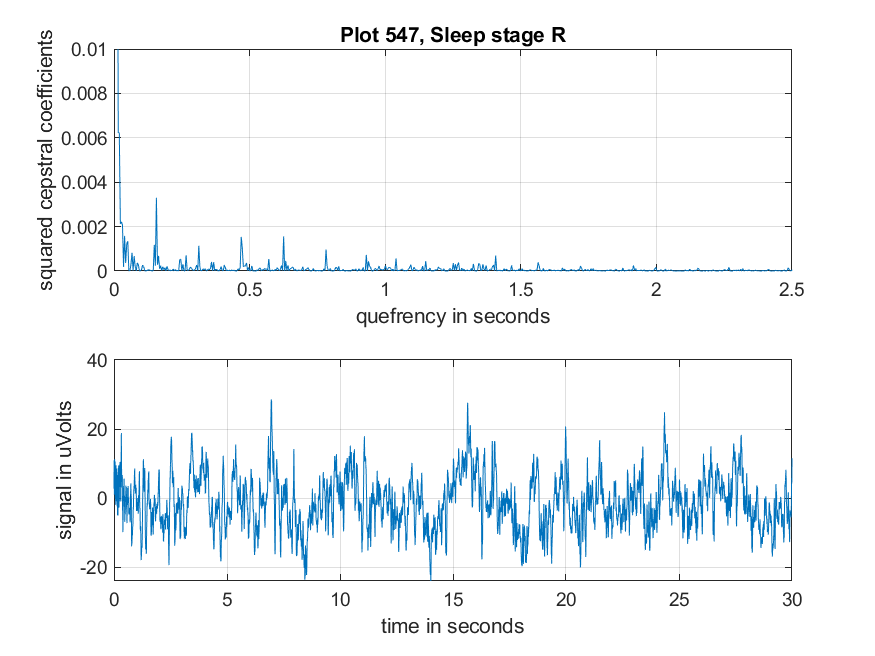 Plot 547, Sleep stage R
squared cepstral coefficients
0.01
0.008
0.006
0.004
0.002
0
0 0.5 1 1.5 2 2.5
quefrency in seconds
signal in uVolts
40
20
0
-20
0 5 10 15 20 25 30
time in seconds